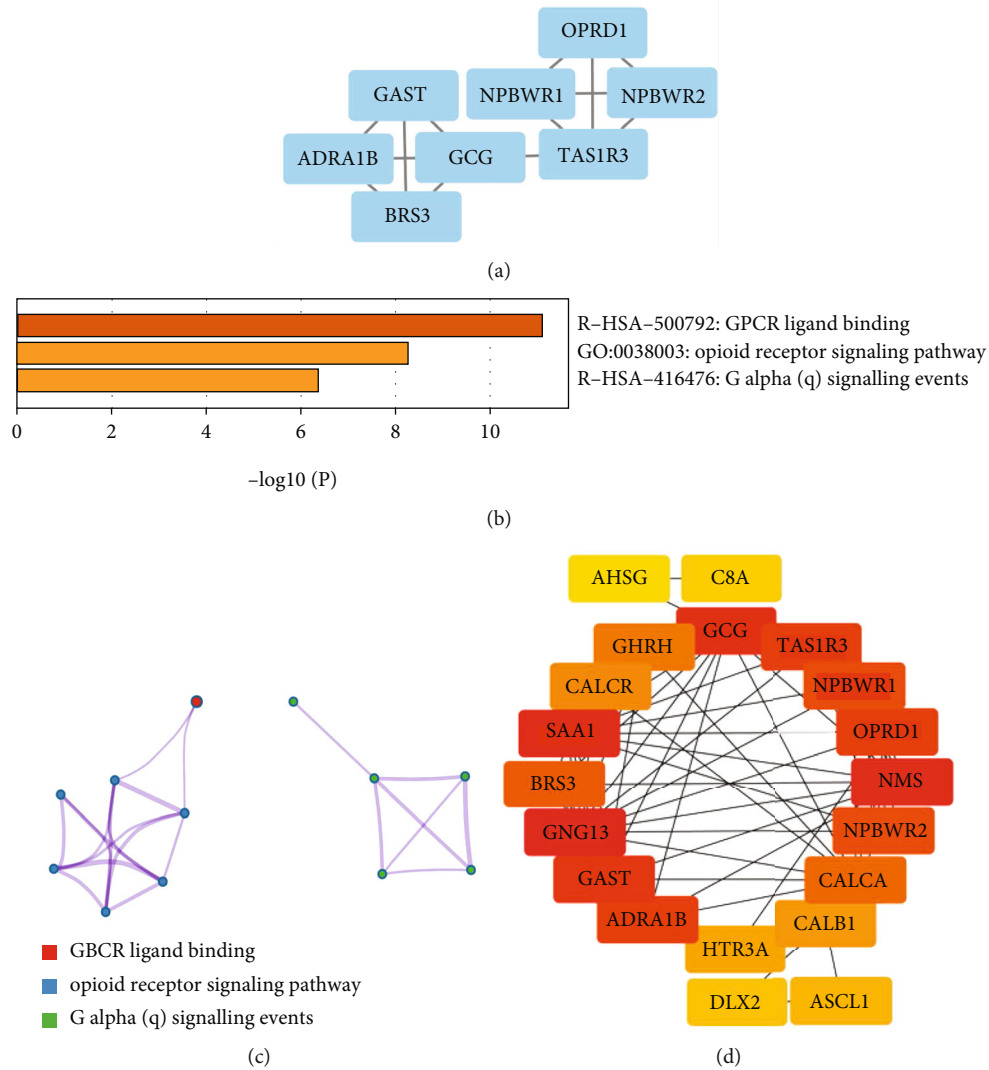 OPRD1
GAST
NPBWR1
NPBWR2
ADRA1B
GCG
TAS1R3
BRS3
(a)
R–HSA–500792: GPCR ligand binding
GO:0038003: opioid receptor signaling pathway
R–HSA–416476: G alpha (q) signalling events
0 2 4 6 8 10
–log10 (P)
(b)
GBCR ligand binding
opioid receptor signaling pathway
G alpha (q) signalling events
(c)
AHSG
C8A
GCG
GHRH
TAS1R3
CALCR
NPBWR1
SAA1
OPRD1
BRS3
NMS
GNG13
NPBWR2
GAST
CALCA
ADRA1B
CALB1
HTR3A
DLX2
ASCL1
(d)